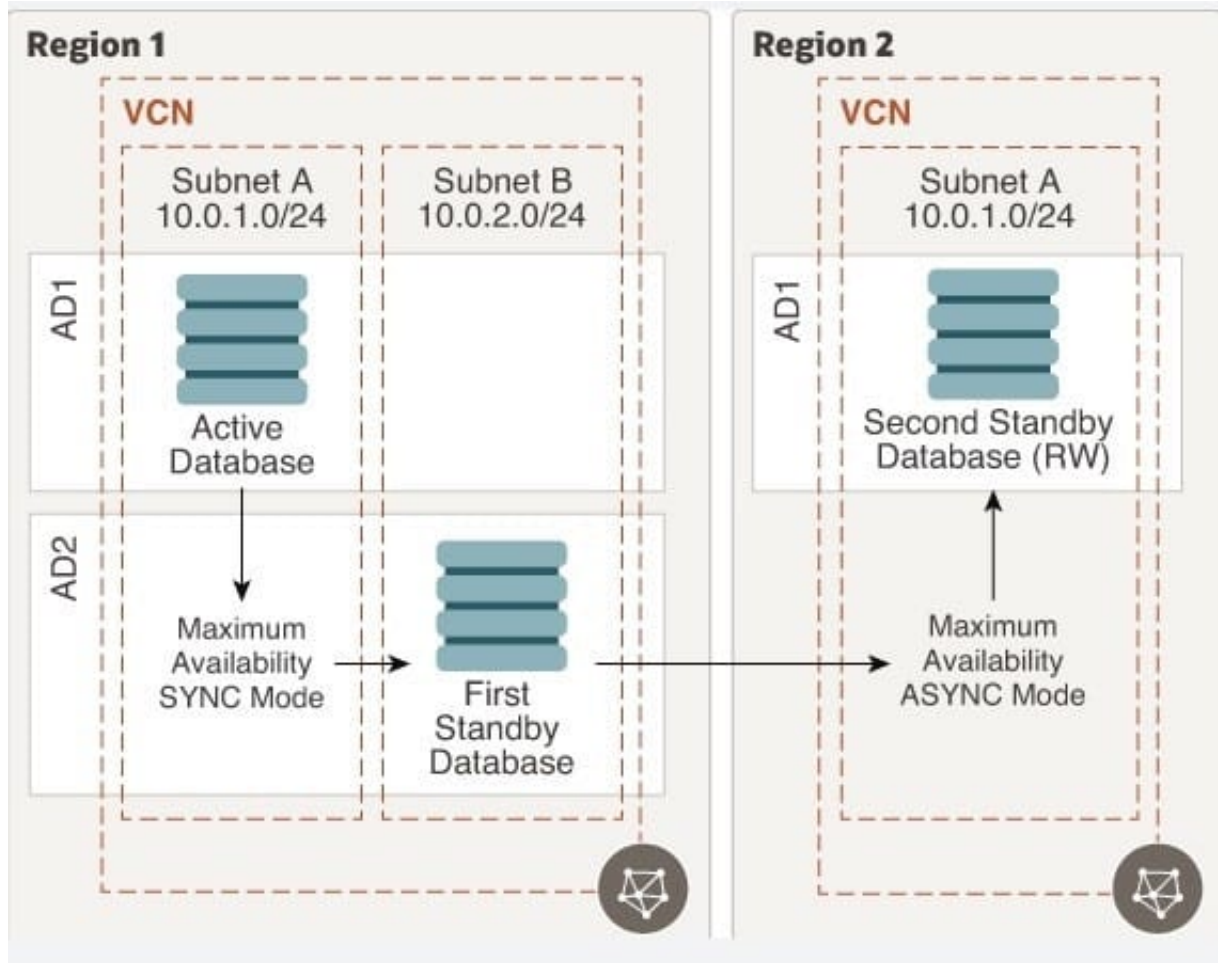 Region 1
VCN
Subnet A
10.0.1.0/24
Subnet B
10.0.2.0/24
AD1
Active
Database
AD2
Maximum
Availability
SYNC Mode
First
Standby
Database
Region 2
VCN
Subnet A
10.0.1.0/24
AD1
Second Standby
Database (RW)
Maximum
Availability
ASYNC Mode